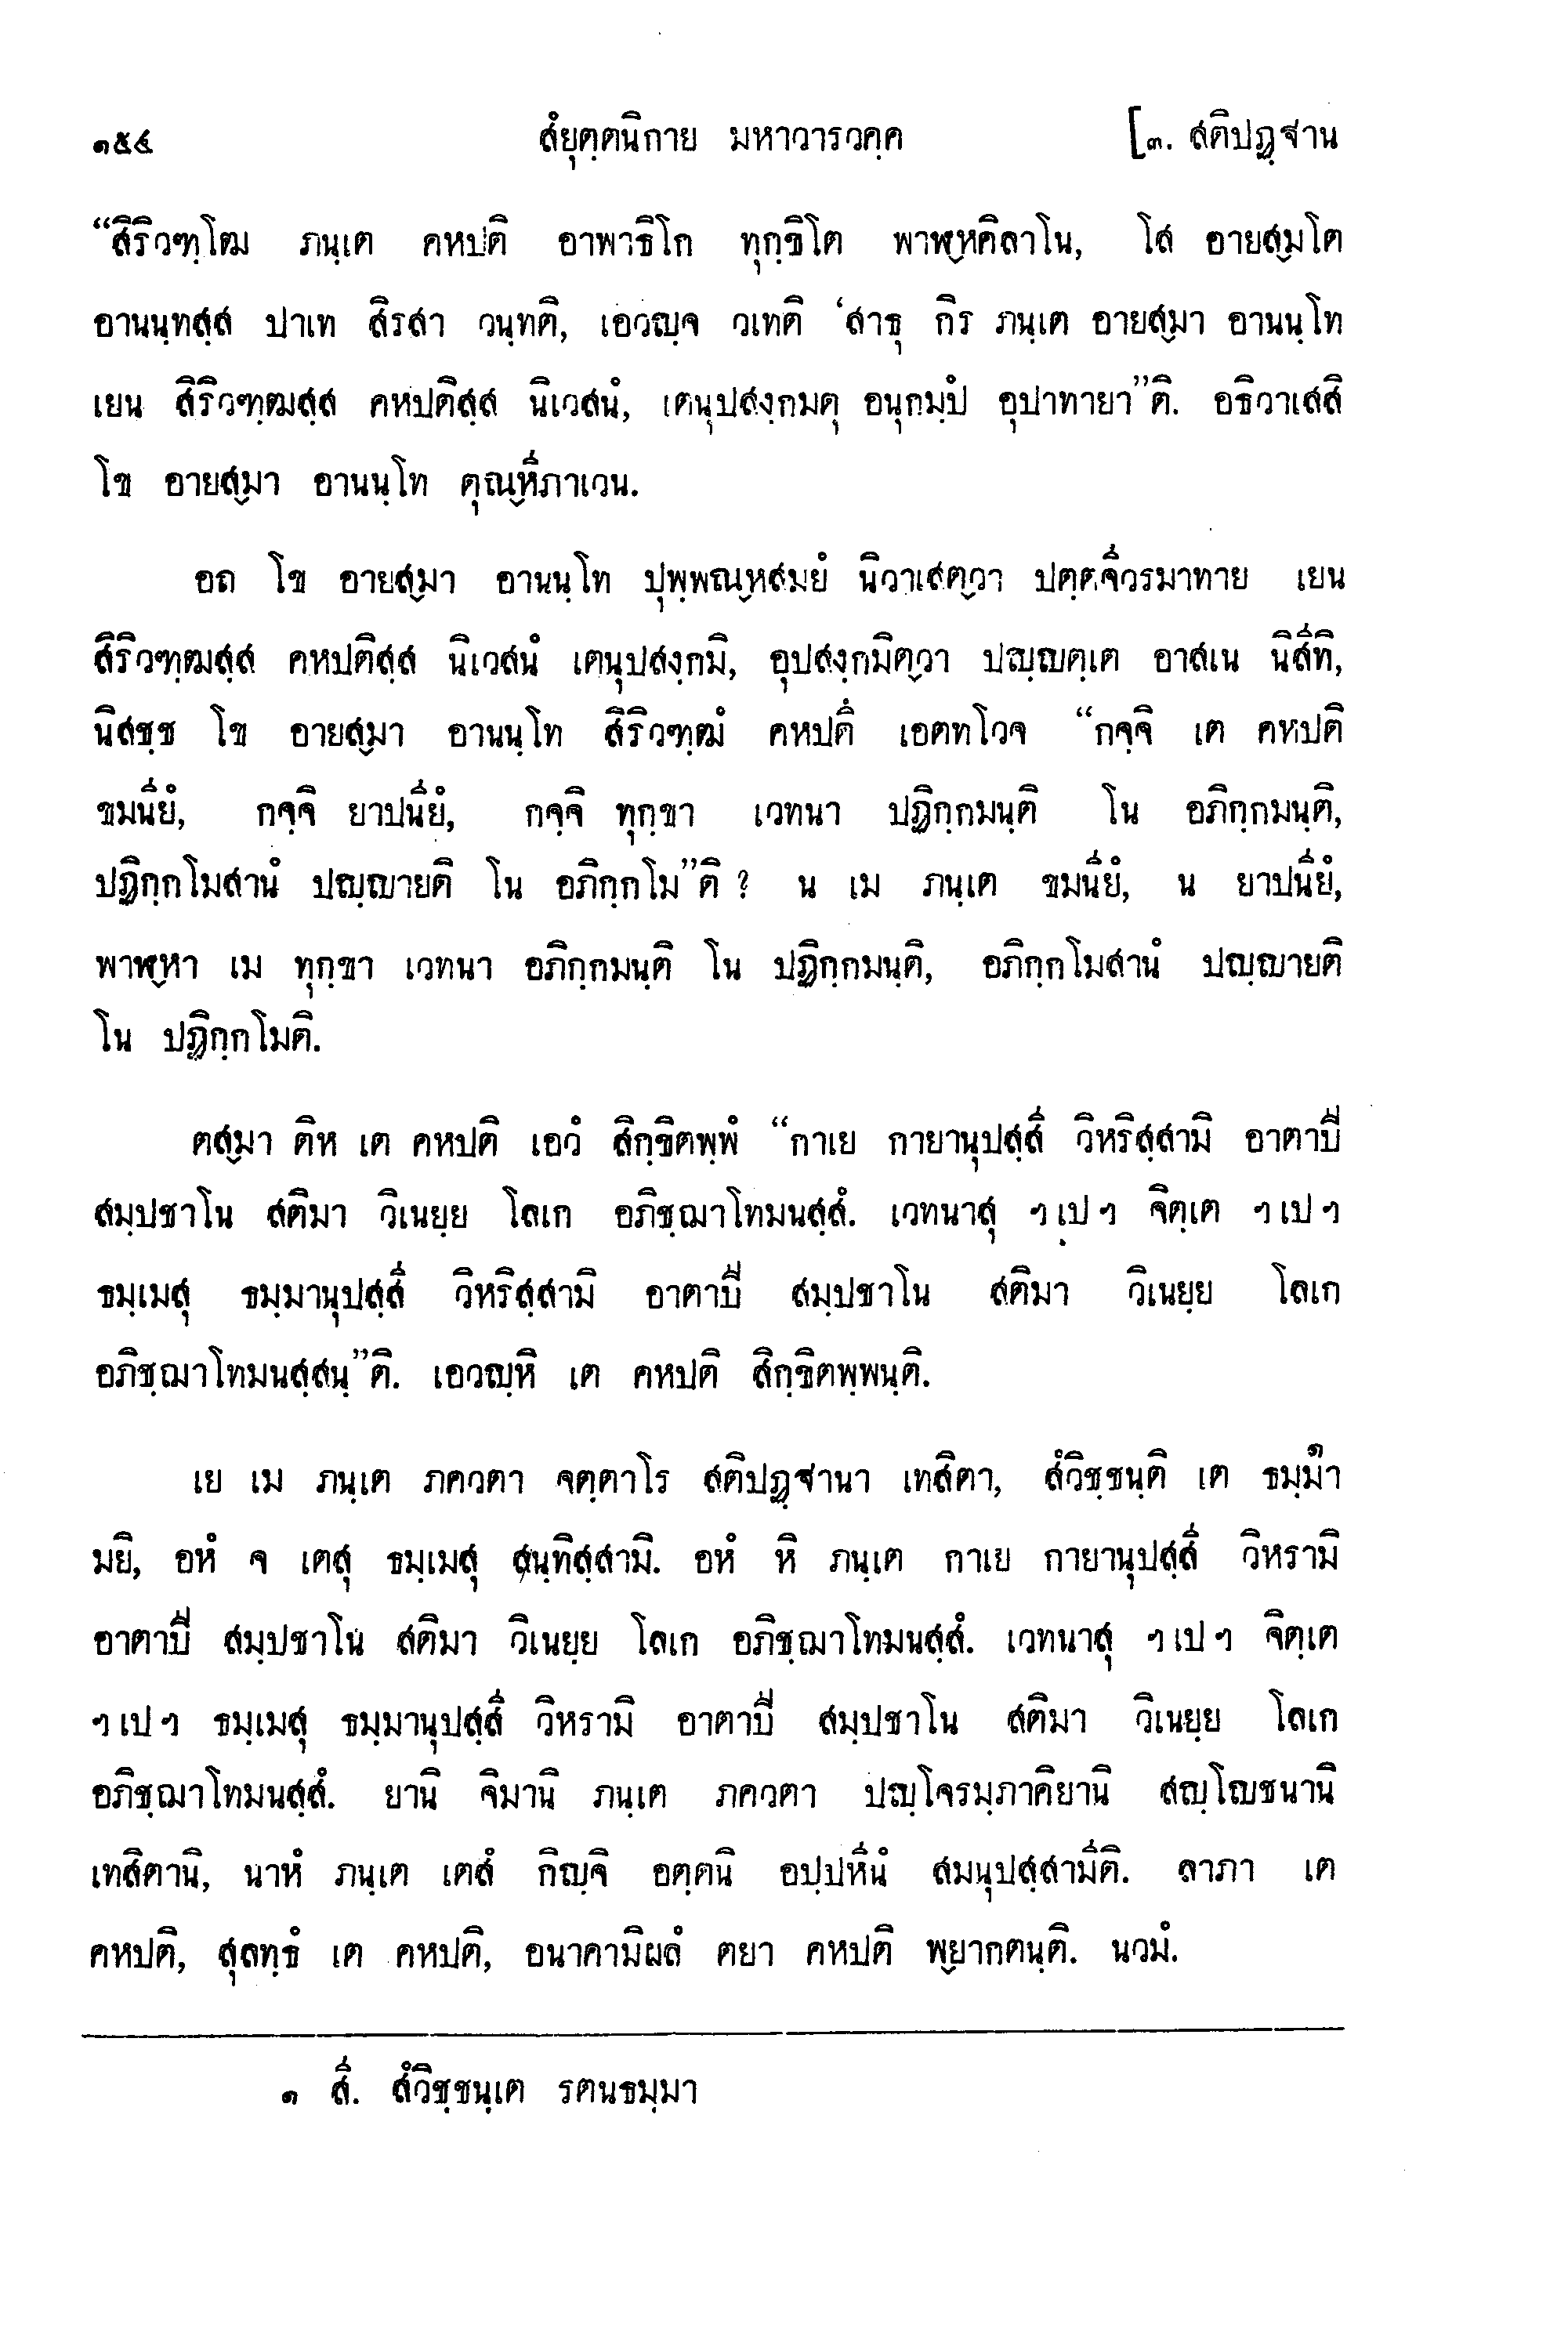 ๑๕๔ สํยุตฺตนิกาย มหาวารวคฺค [๓. สติปฏฺฐาน
“สิริวฑฺโฒ ภนฺเต คหปติ อาพาธิโก ทุกฺขิโต พาฬฺหคิลาโน, โส อายสฺมโต
อานนฺทสฺส ปาเท สิรสา วนฺทติ, เอวญฺจ วเทติ ‘สาธุ กิร ภนฺเต อายสฺมา อานนฺโท
เยน สิริวฑฺฒสฺส คหปติสฺส นิเวสนํ, เตนุปสงฺกมตุ อนุกมฺปํ อุปาทายา”ติ. อธิวาเสสิ
โข อายสฺมา อานนฺโท ตุณฺหีภาเวน.
อถ โข อายสฺมา อานนฺโท ปุพฺพณฺหสมยํ นิวาเสตฺวา ปตฺตจีวรมาทาย เยน
สิริวฑฺฒสฺส คหปติสฺส นิเวสนํ เตนุปสงฺกมิ, อุปสงฺกมิตฺวา ปญฺญตฺเต อาสเน นิสีทิ,
นิสชฺช โข อายสฺมา อานนฺโท สิริวฑฺฒํ คหปตึ เอตทโวจ “กจฺจิ เต คหปติ
ขมนียํ, กจฺจิ ยาปนียํ, กจฺจิ ทุกฺขา เวทนา ปฏิกฺกมนฺติ โน อภิกฺกมนฺติ,
ปฏิกฺกโมสานํ ปญฺญายติ โน อภิกฺกโม”ติ ? น เม ภนฺเต ขมนียํ, น ยาปนียํ,
พาฬฺหา เม ทุกฺขา เวทนา อภิกฺกมนฺติ โน ปฏิกฺกมนฺติ, อภิกฺกโมสานํ ปญฺญายติ
โน ปฏิกฺกโมติ.
ตสฺมา ติห เต คหปติ เอวํ สิกฺขิตพฺพํ “กาเย กายานุปสฺสี วิหริสฺสามิ อาตาปี
สมฺปชาโน สติมา วิเนยฺย โลเก อภิชฺฌาโทมนสฺสํ. เวทนาสุ ฯ เป ฯ จิตฺเต ฯ เป ฯ
ธมฺเมสุ ธมฺมานุปสฺสี วิหริสฺสามิ อาตาปี สมฺปชาโน สติมา วิเนยฺย โลเก
อภิชฺฌาโทมนสฺสนฺ”ติ. เอวญฺหิ เต คหปติ สิกฺขิตพฺพนฺติ.
เย เม ภนฺเต ภควตา จตฺตาโร สติปฏฺฐานา เทสิตา, สํวิชฺชนฺติ เต ธมฺมา๑
มยิ, อหํ จ เตสุ ธมฺเมสุ สนฺทิสฺสามิ. อหํ หิ ภนฺเต กาเย กายานุปสฺสี วิหรามิ
อาตาปี สมฺปชาโน สติมา วิเนยฺย โลเก อภิชฺฌาโทมนสฺสํ. เวทนาสุ ฯ เป ฯ จิตฺเต
ฯ เป ฯ ธมฺเมสุ ธมฺมานุปสฺสี วิหรามิ อาตาปี สมฺปชาโน สติมา วิเนยฺย โลเก
อภิชฺฌาโทมนสฺสํ. ยานิ จิมานิ ภนฺเต ภควตา ปญฺโจรมฺภาคิยานิ สญฺโญชนานิ
เทสิตานิ, นาหํ ภนฺเต เตสํ กิญฺจิ อตฺตนิ อปฺปหีนํ สมนุปสฺสามีติ. ลาภา เต
คหปติ, สุลทฺธํ เต คหปติ, อนาคามิผลํ ตยา คหปติ พฺยากตนฺติ. นวมํ.
๑ สี. สํวิชฺชนฺเต รตนธมฺมา